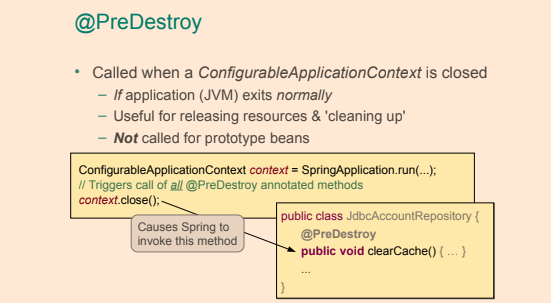 @PreDestroy
• Called when a ConfigurableApplicationContext is closed
– If application (JVM) exits normally
– Useful for releasing resources & 'cleaning up'
– Not called for prototype beans
ConfigurableApplicationContext context = SpringApplication.run(...);
// Triggers call of all @PreDestroy annotated methods
context.close();
Causes Spring to
invoke this method
public class JdbcAccountRepository {
@PreDestroy
public void clearCache() { … }
...
}